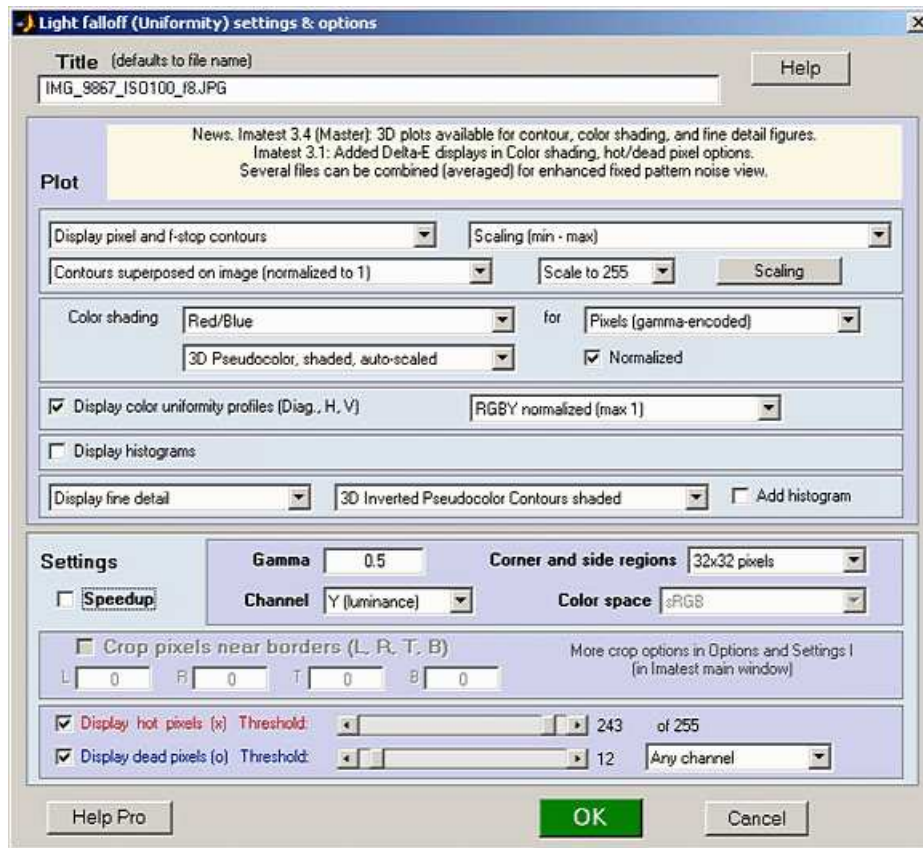 Light falloff (Uniformity) settings & options
Title (defaults to file name)
Help
IMG_9867_ISO100_f8.JPG
News. Imatest 3.4 (Master): 3D plots available for contour, color shading, and fine detail figures.
Imatest 3.1: Added Delta-E displays in Color shading, hot/dead pixel options.
Several files can be combined (averaged) for enhanced fixed pattern noise view.
Plot
Display pixel and f-stop contours Scaling (min - max)
Contours superposed on image (normalized to 1) Scale to 255 Scaling
Color shading Red/Blue for Pixels (gamma-encoded)
3D Pseudocolor, shaded, auto-scaled Normalized
Display color uniformity profiles (Diag., H, V) RGBY normalized (max 1)
Display histograms
Display fine detail 3D Inverted Pseudocolor Contours shaded Add histogram
Settings Gamma 0.5 Corner and side regions 32x32 pixels
Speedup Channel Y (luminance) Color space sRGB
Crop pixels near borders (L, R, T, B) More crop options in Options and Settings I
L 0 R 0 T 0 B 0 (in Imatest main window)
Display hot pixels (x) Threshold: 243 of 255
Display dead pixels (o) Threshold: 12 Any channel
Help Pro OK Cancel